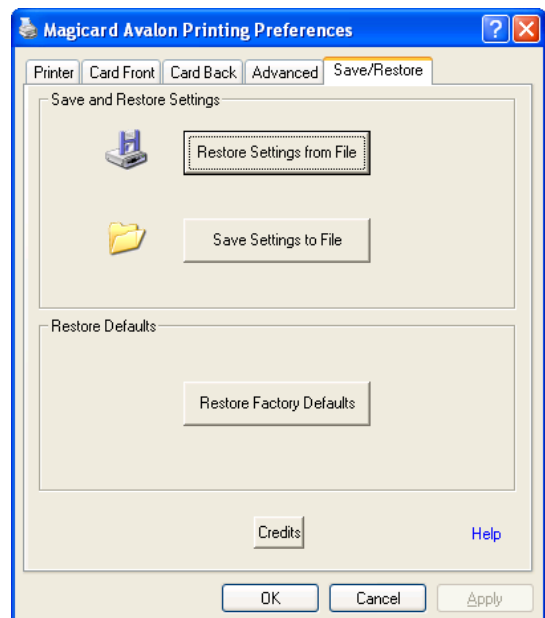 Magicard Avalon Printing Preferences
Printer Card Front Card Back Advanced Save/Restore
Save and Restore Settings
Restore Settings from File
Save Settings to File
Restore Defaults
Restore Factory Defaults
Credits Help
OK Cancel Apply